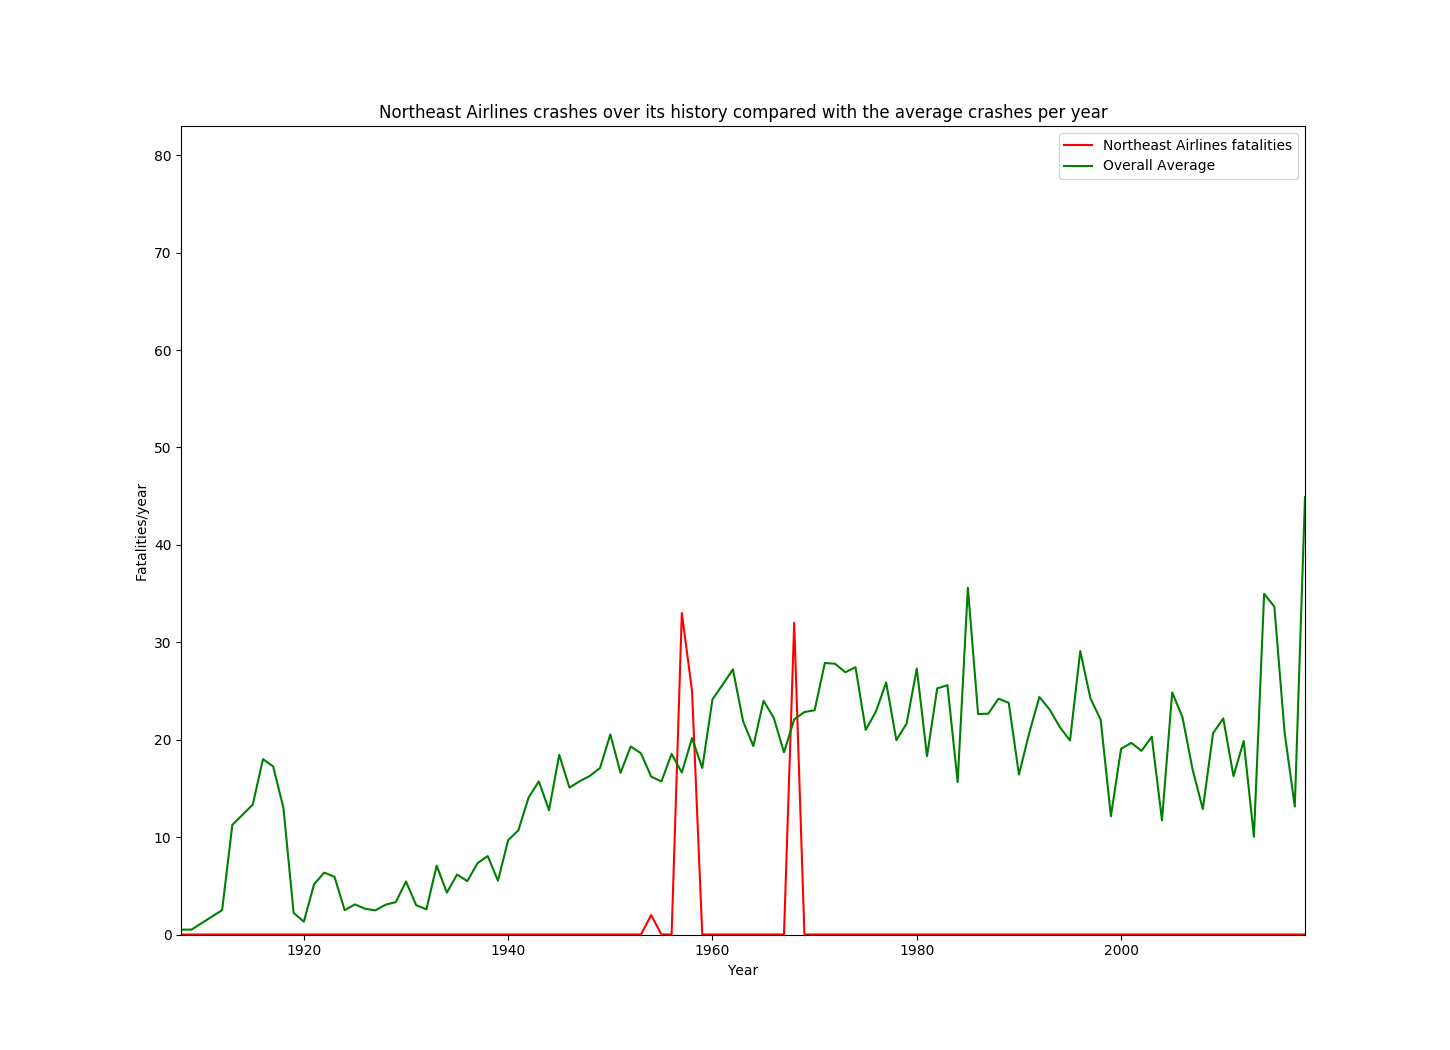 Northeast Airlines crashes over its history compared with the average crashes per year
Northeast Airlines fatalities
Overall Average
80
70
60
50
40
30
20
10
0
Fatalities/year
1920 1940 1960 1980 2000
Year